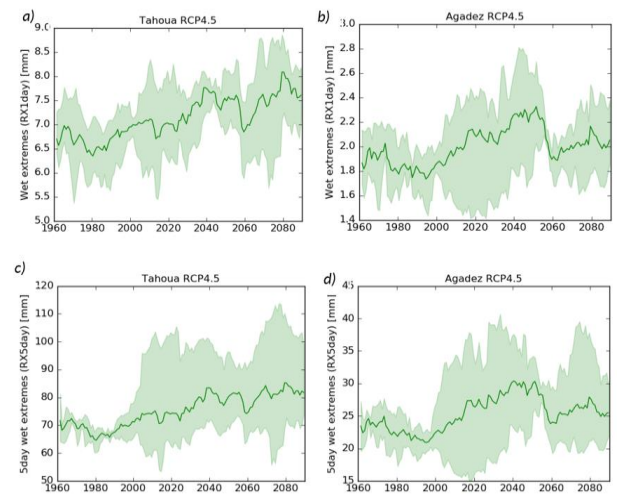 a)
Tahoua RCP4.5
Wet extremes (RX1day) [mm]
9.0
8.5
8.0
7.5
7.0
6.5
6.0
5.5
5.0
1960 1980 2000 2020 2040 2060 2080
b)
Agadez RCP4.5
Wet extremes (RX1day) [mm]
3.0
2.8
2.6
2.4
2.2
2.0
1.8
1.6
1.4
1960 1980 2000 2020 2040 2060 2080
c)
Tahoua RCP4.5
5day wet extremes (RX5day) [mm]
120
110
100
90
80
70
60
50
1960 1980 2000 2020 2040 2060 2080
d)
Agadez RCP4.5
5day wet extremes (RX5day) [mm]
45
40
35
30
25
20
15
1960 1980 2000 2020 2040 2060 2080